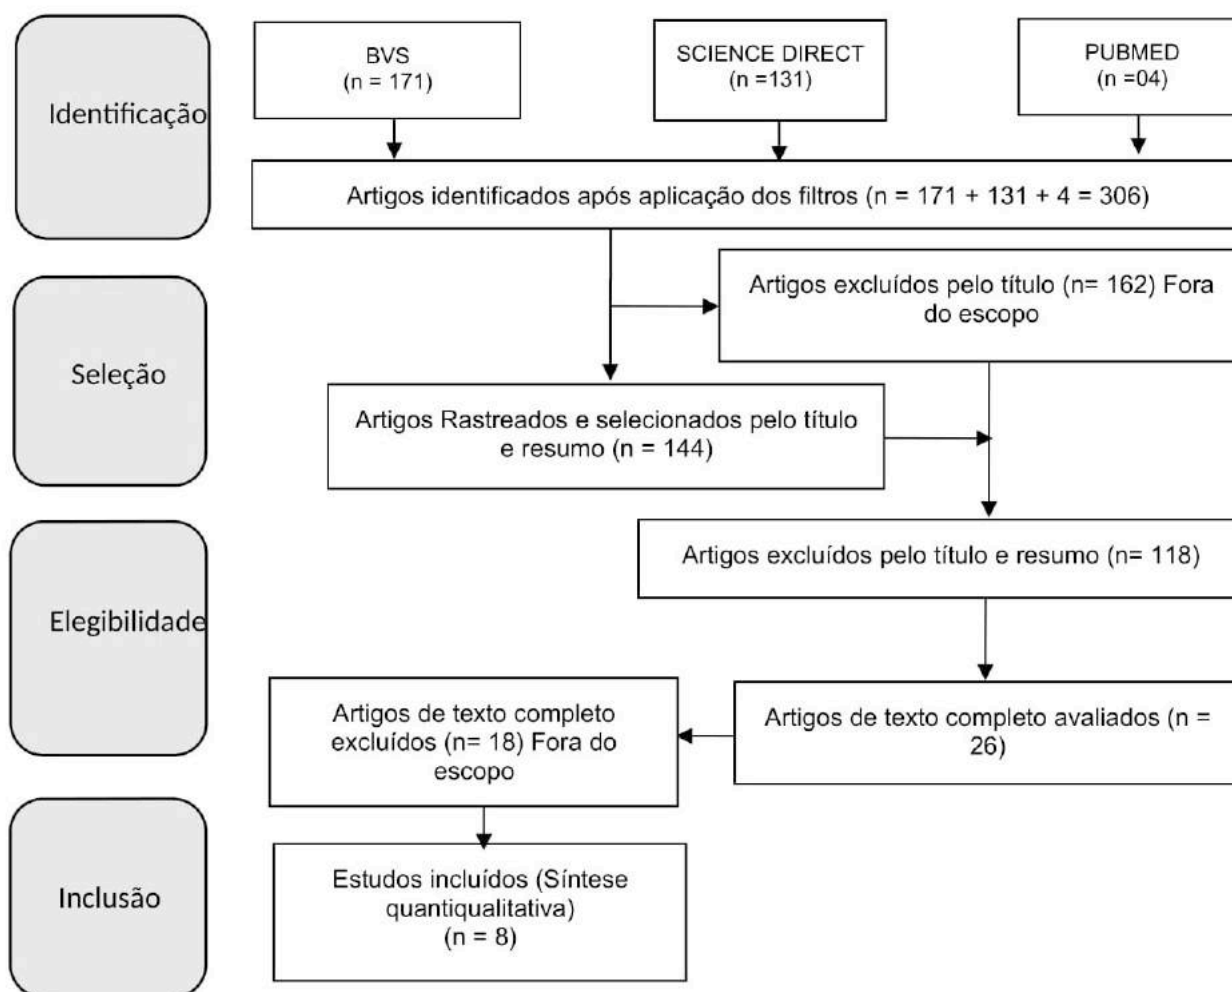 Identificação
BVS
(n = 171)
SCIENCE DIRECT
(n =131)
PUBMED
(n =04)
Artigos identificados após aplicação dos filtros (n = 171 + 131 + 4 = 306)
Seleção
Artigos excluídos pelo título (n= 162) Fora
do escopo
Artigos Rastreados e selecionados pelo título
e resumo (n = 144)
Elegibilidade
Artigos excluídos pelo título e resumo (n= 118)
Artigos de texto completo avaliados (n =
26)
Artigos de texto completo
excluídos (n= 18) Fora do
escopo
Inclusão
Estudos incluídos (Síntese
quantiqualitativa)
(n = 8)